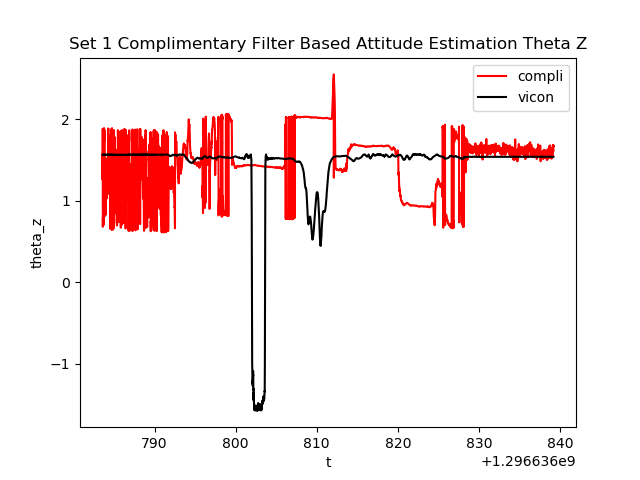 Set 1 Complimentary Filter Based Attitude Estimation Theta Z
compli
vicon
theta_z
2
1
0
−1
790 800 810 820 830 840
t
+1.296636e9